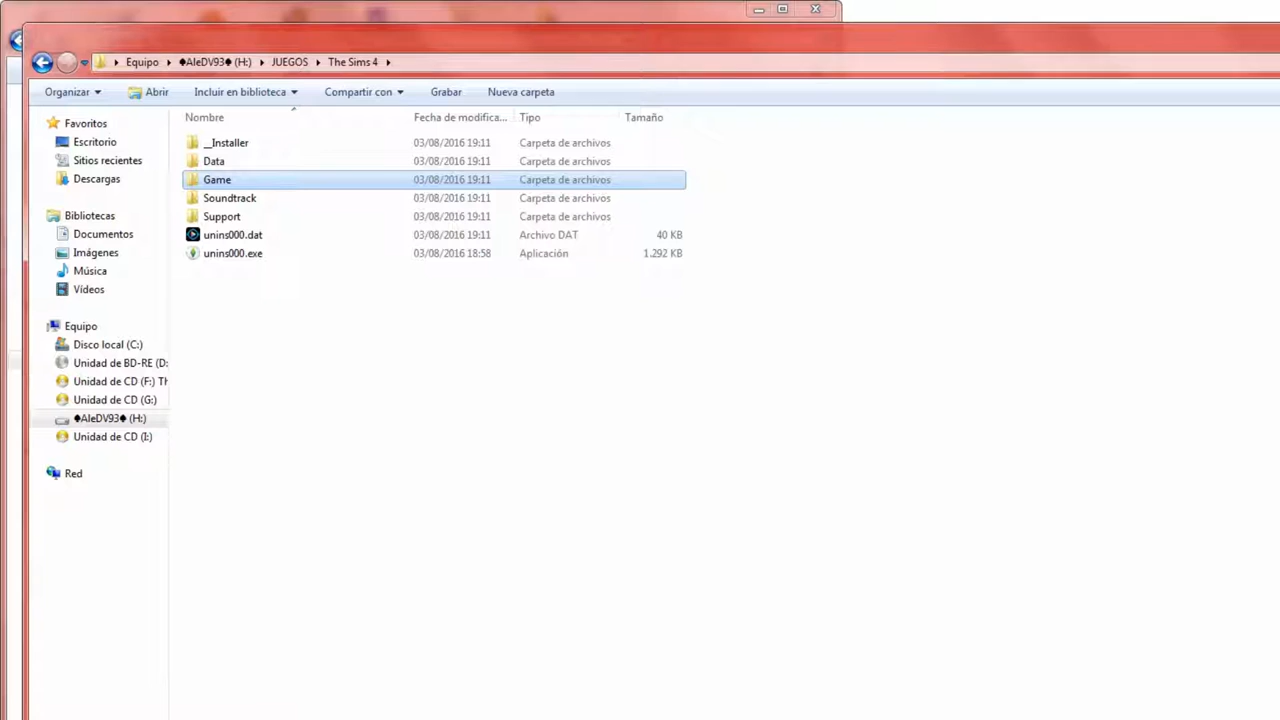 Equipo ♠AleDV93♠ (H:) JUEGOS The Sims 4
Organizar Abrir Incluir en biblioteca Compartir con Grabar Nueva carpeta
Favoritos
Escritorio
Sitios recientes
Descargas
Bibliotecas
Documentos
Imágenes
Música
Vídeos
Equipo
Disco local (C:)
Unidad de BD-RE (D:
Unidad de CD (F:) Th
Unidad de CD (G:)
♠AleDV93♠ (H:)
Unidad de CD (I:)
Red
Nombre Fecha de modifica... Tipo Tamaño
__Installer 03/08/2016 19:11 Carpeta de archivos
Data 03/08/2016 19:11 Carpeta de archivos
Game 03/08/2016 19:11 Carpeta de archivos
Soundtrack 03/08/2016 19:11 Carpeta de archivos
Support 03/08/2016 19:11 Carpeta de archivos
unins000.dat 03/08/2016 19:11 Archivo DAT 40 KB
unins000.exe 03/08/2016 18:58 Aplicación 1.292 KB